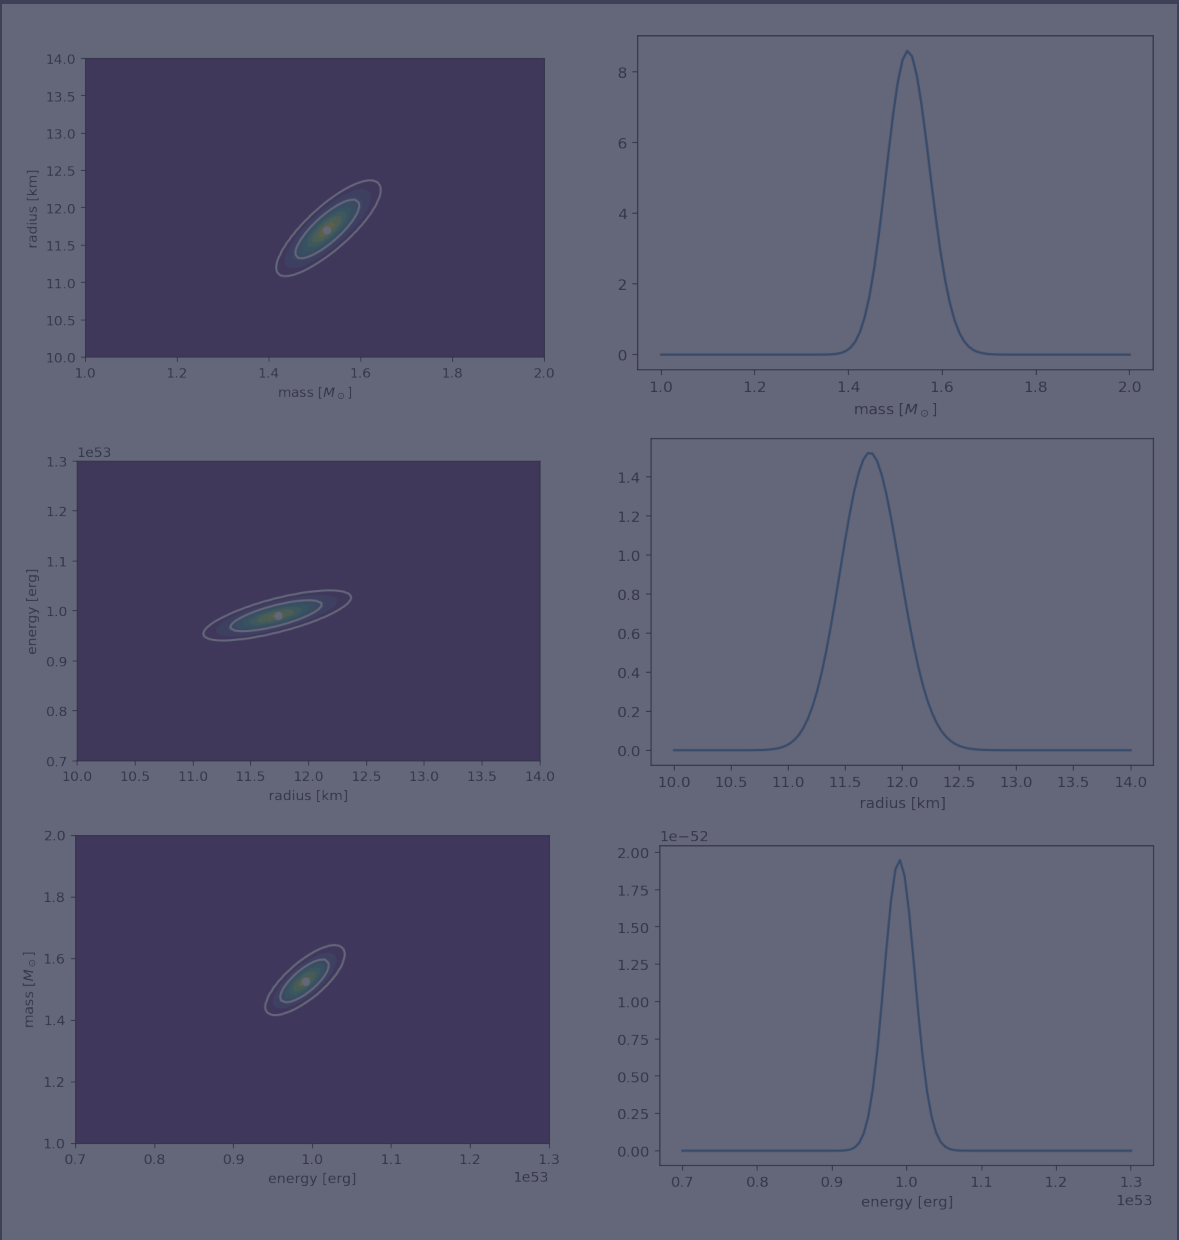 14.0
13.5
13.0
12.5
12.0
11.5
11.0
10.5
10.0
radius [km]
1.0 1.2 1.4 1.6 1.8 2.0
mass [M⊙]
8
6
4
2
0
1.0 1.2 1.4 1.6 1.8 2.0
mass [M⊙]
1e53
1.3
1.2
1.1
1.0
0.9
0.8
0.7
energy [erg]
10.0 10.5 11.0 11.5 12.0 12.5 13.0 13.5 14.0
radius [km]
1.4
1.2
1.0
0.8
0.6
0.4
0.2
0.0
10.0 10.5 11.0 11.5 12.0 12.5 13.0 13.5 14.0
radius [km]
2.0
1.8
1.6
1.4
1.2
1.0
mass [M⊙]
0.7 0.8 0.9 1.0 1.1 1.2 1.3
energy [erg]
1e53
1e−52
2.00
1.75
1.50
1.25
1.00
0.75
0.50
0.25
0.00
0.7 0.8 0.9 1.0 1.1 1.2 1.3
energy [erg]
1e53